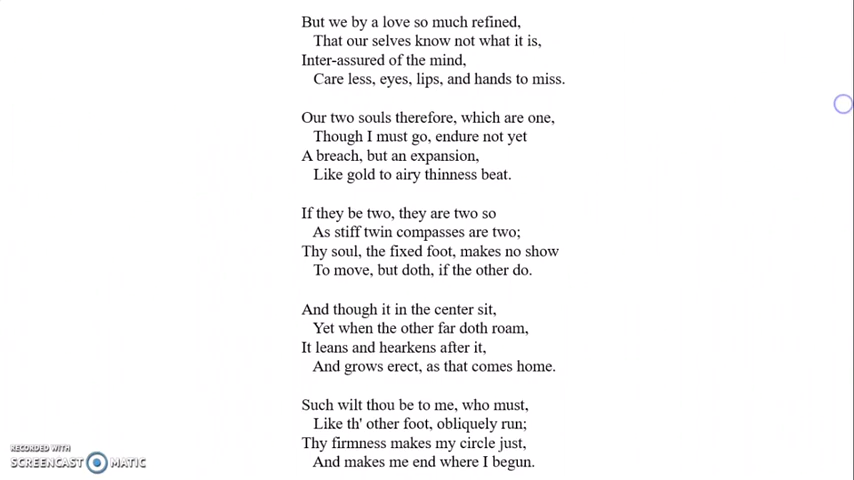 But we by a love so much refined,
That our selves know not what it is,
Inter-assured of the mind,
Care less, eyes, lips, and hands to miss.
Our two souls therefore, which are one,
Though I must go, endure not yet
A breach, but an expansion,
Like gold to airy thinness beat.
If they be two, they are two so
As stiff twin compasses are two;
Thy soul, the fixed foot, makes no show
To move, but doth, if the other do.
And though it in the center sit,
Yet when the other far doth roam,
It leans and hearkens after it,
And grows erect, as that comes home.
Such wilt thou be to me, who must,
Like th' other foot, obliquely run;
Thy firmness makes my circle just,
And makes me end where I begun.
RECORDED WITH
SCREENCAST MATIC